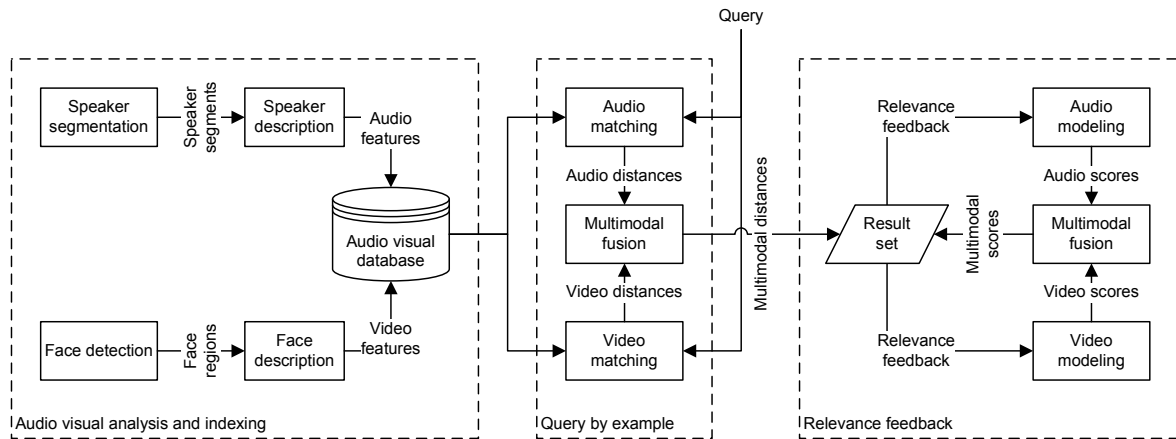 Query
Speaker
segmentation
Speaker
segments
Speaker
description
Audio
features
Audio visual
database
Face detection
Face
regions
Face
description
Video
features
Audio visual analysis and indexing
Audio
matching
Audio distances
Multimodal
fusion
Video distances
Video
matching
Query by example
Multimodal distances
Relevance
feedback
Audio
modeling
Audio scores
Result
set
Multimodal
scores
Multimodal
fusion
Video scores
Relevance
feedback
Video
modeling
Relevance feedback